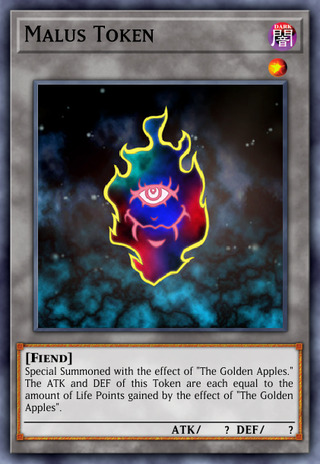 Malus Token
DARK
闇
[Fiend]
Special Summoned with the effect of "The Golden Apples."
The ATK and DEF of this Token are each equal to the
amount of Life Points gained by the effect of "The Golden
Apples".
ATK/ ? DEF/ ?